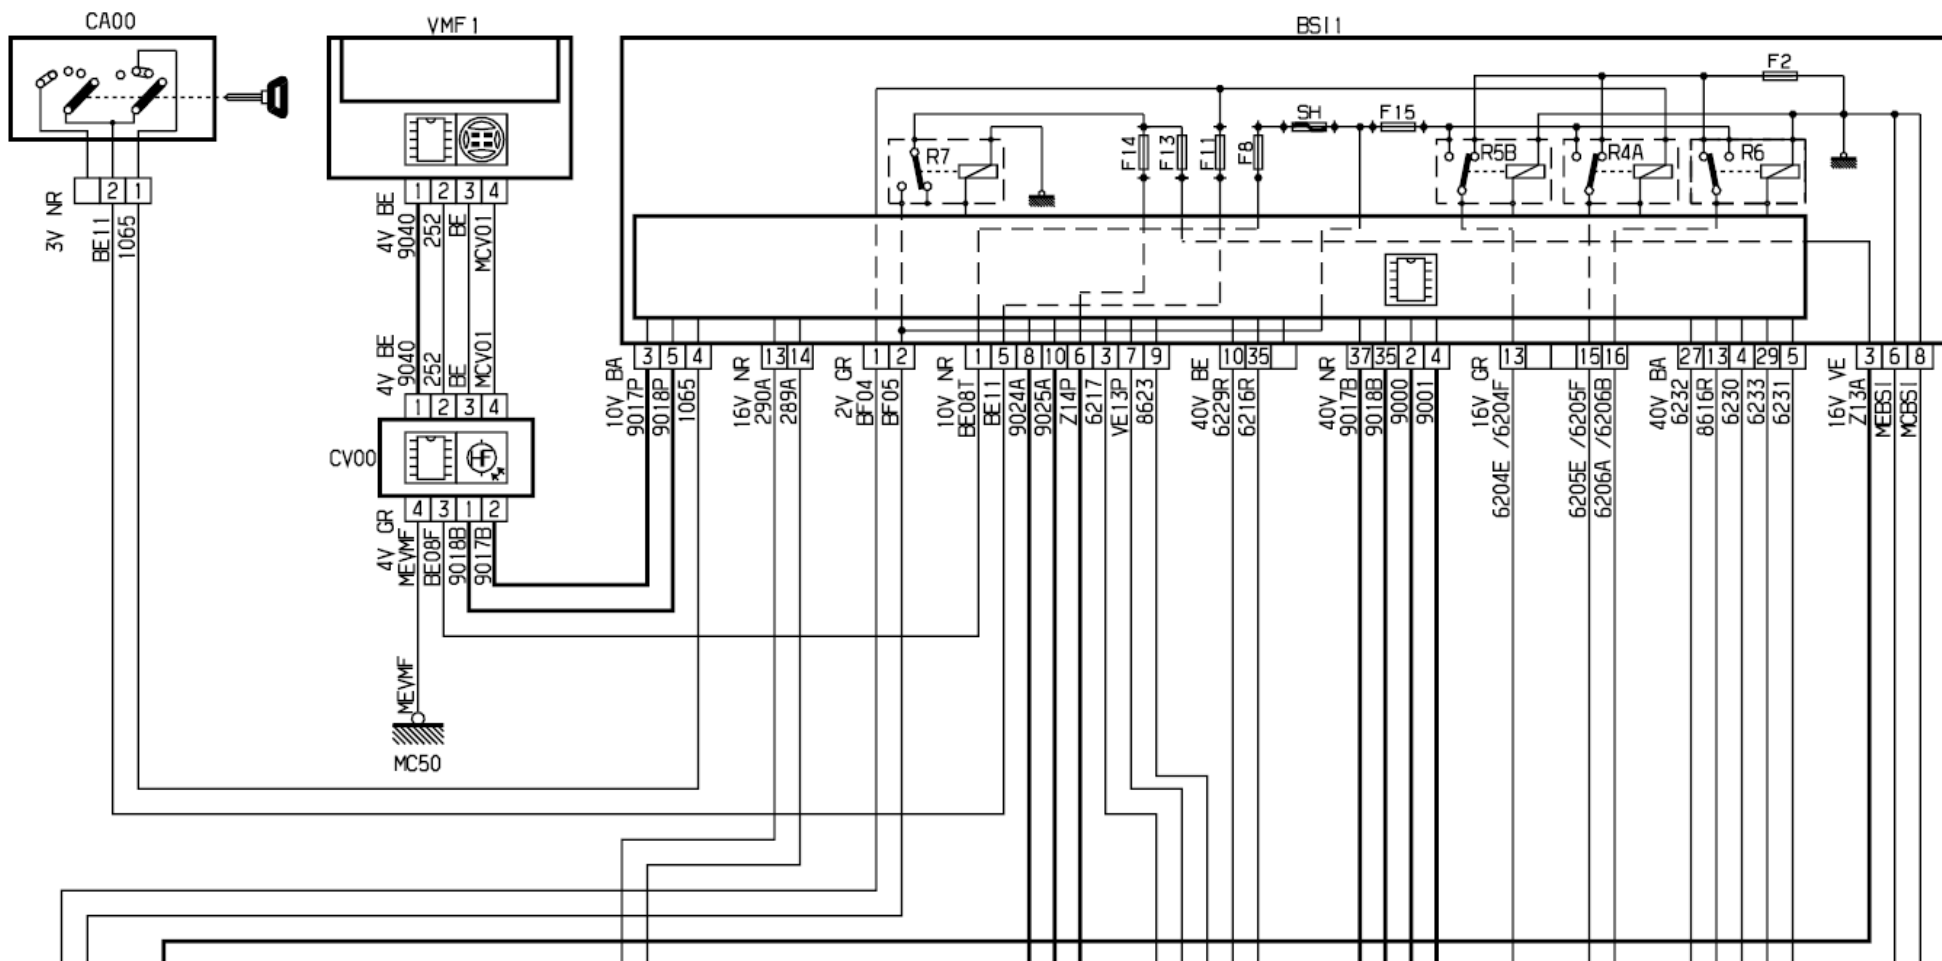 CA00
VMF1
BSI1
F2
SH
F15
R7
F14
F13
F11
F8
R5B
R4A
R6
3V NR
2
1
BE11
1065
4V BE
1
2
3
4
9040
252
BE
MCV01
4V BE
9040
252
BE
MCV01
1
2
3
4
CV00
HF
4V GR
4
3
1
2
MEVMF
BE08F
9018B
9017B
MEVMF
MC50
10V BA
3
5
4
9017P
9018P
1065
16V NR
13
14
290A
289A
2V GR
1
2
BF04
BF05
10V NR
1
5
8
10
6
3
7
9
BE08T
BE11
9024A
9025A
Z14P
6217
VE13P
8623
40V BE
10
35
6229R
6216R
40V NR
37
35
2
4
9017B
9018B
9000
9001
16V GR
13
15
16
6204E /6204F
6205E /6205F
6206A /6206B
40V BA
27
13
4
29
5
6232
8616R
6230
6233
6231
16V VE
3
6
8
Z13A
MEBSI
MCBSI